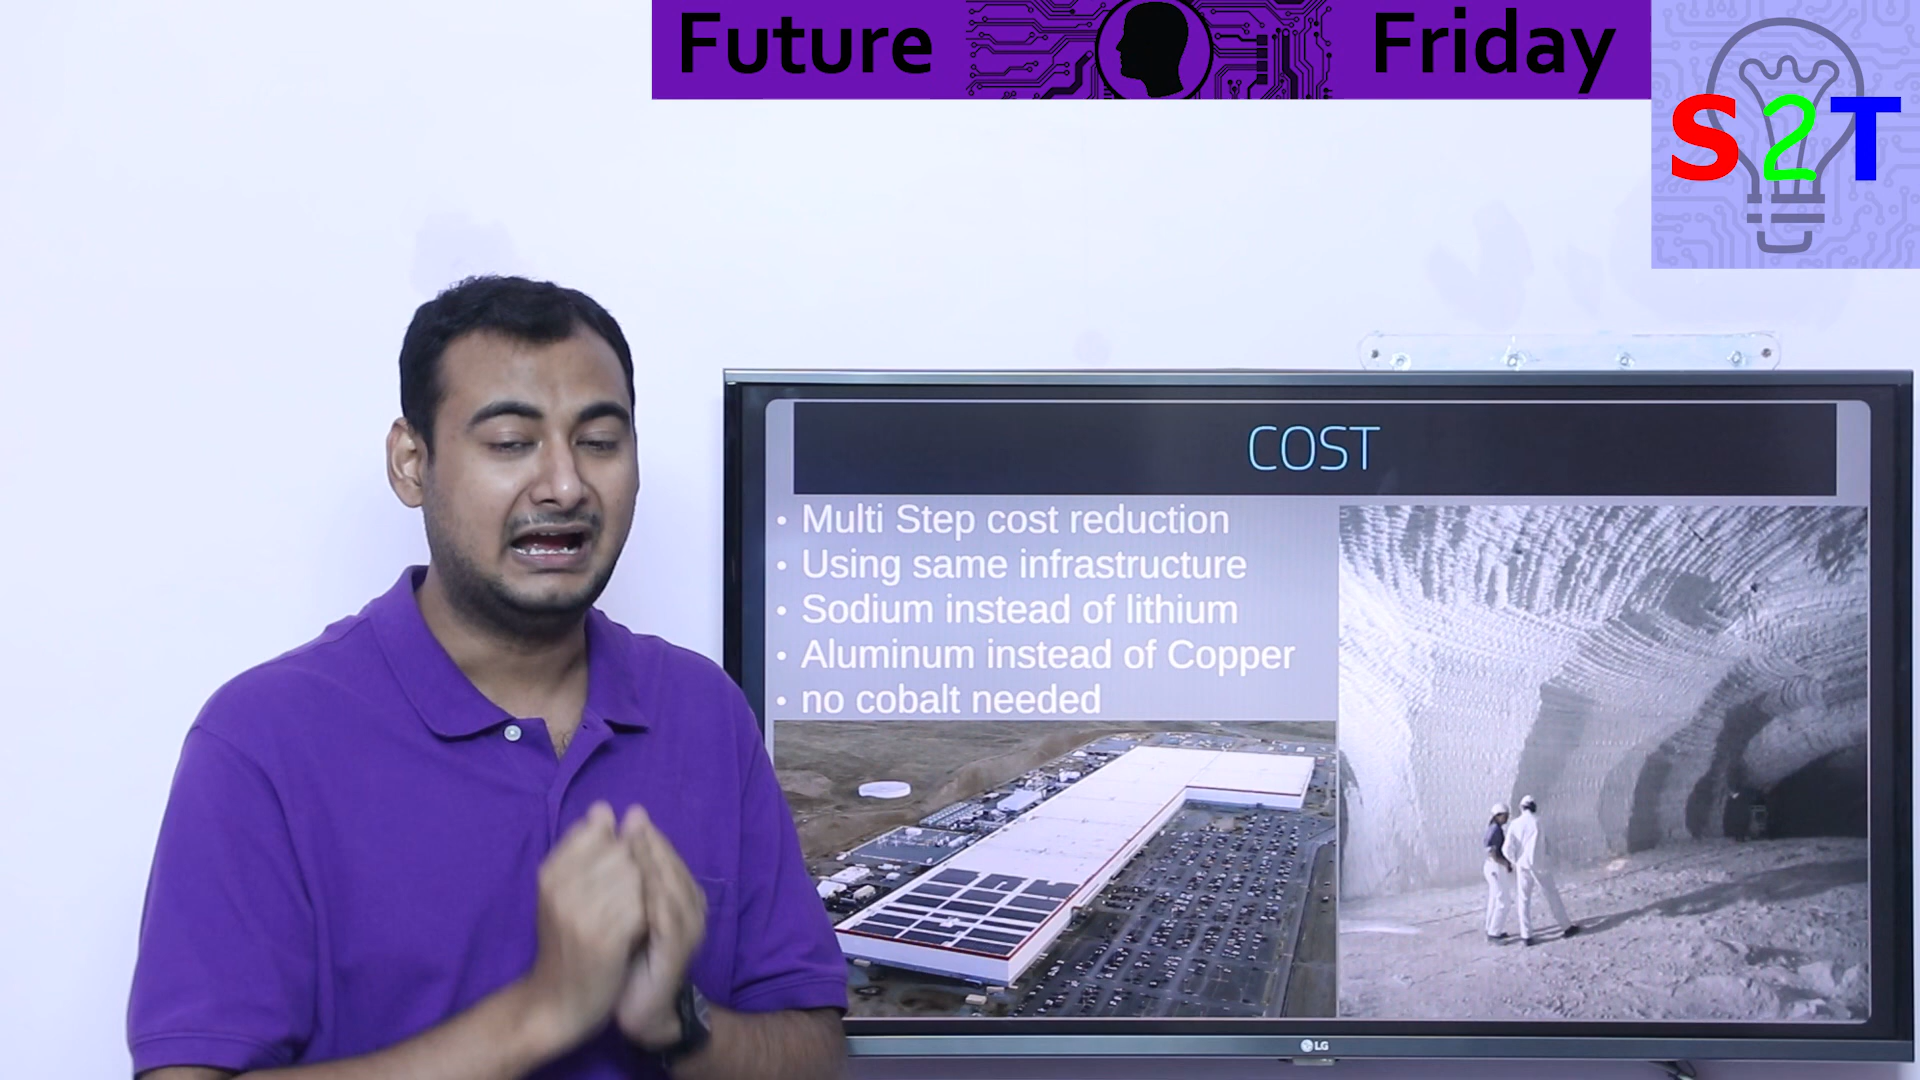 Future Friday
S2T
COST
• Multi Step cost reduction
• Using same infrastructure
• Sodium instead of lithium
• Aluminum instead of Copper
• no cobalt needed
LG